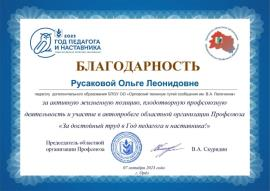 2023
ГОД ПЕДАГОГА
И НАСТАВНИКА
БЛАГОДАРНОСТЬ
Русаковой Ольге Леонидовне
педагогу дополнительного образования БПОУ ОО «Орловский техникум путей сообщения им. В.А. Лапочкина»
за активную жизненную позицию, плодотворную профсоюзную
деятельность и участие в автопробеге областной организации Профсоюза
«За достойный труд в Год педагога и наставника!»
Председатель областной
организации Профсоюза
В.А. Скуридин
07 октября 2023 года
г. Орёл